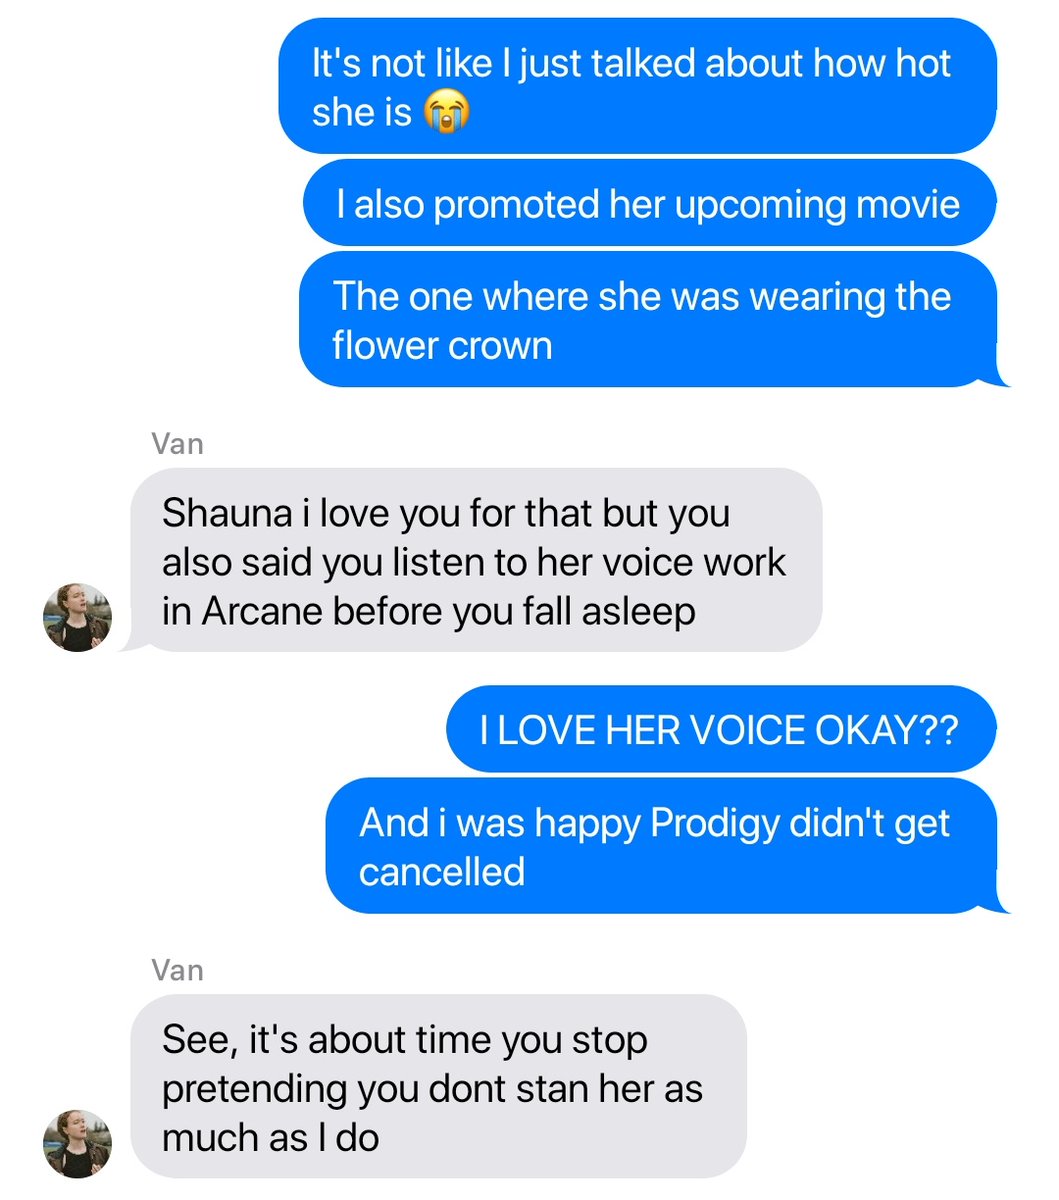 It's not like I just talked about how hot
she is 😭
I also promoted her upcoming movie
The one where she was wearing the
flower crown
Van
Shauna i love you for that but you
also said you listen to her voice work
in Arcane before you fall asleep
I LOVE HER VOICE OKAY??
And i was happy Prodigy didn't get
cancelled
Van
See, it's about time you stop
pretending you dont stan her as
much as I do